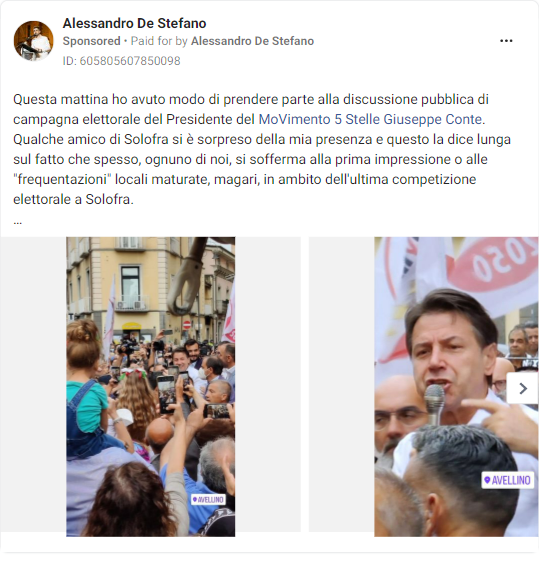 Alessandro De Stefano
Sponsored • Paid for by Alessandro De Stefano
ID: 605805607850098
Questa mattina ho avuto modo di prendere parte alla discussione pubblica di
campagna elettorale del Presidente del MoVimento 5 Stelle Giuseppe Conte.
Qualche amico di Solofra si è sorpreso della mia presenza e questo la dice lunga
sul fatto che spesso, ognuno di noi, si sofferma alla prima impressione o alle
"frequentazioni" locali maturate, magari, in ambito dell'ultima competizione
elettorale a Solofra.
...
2050
AVELLINO
AVELLINO